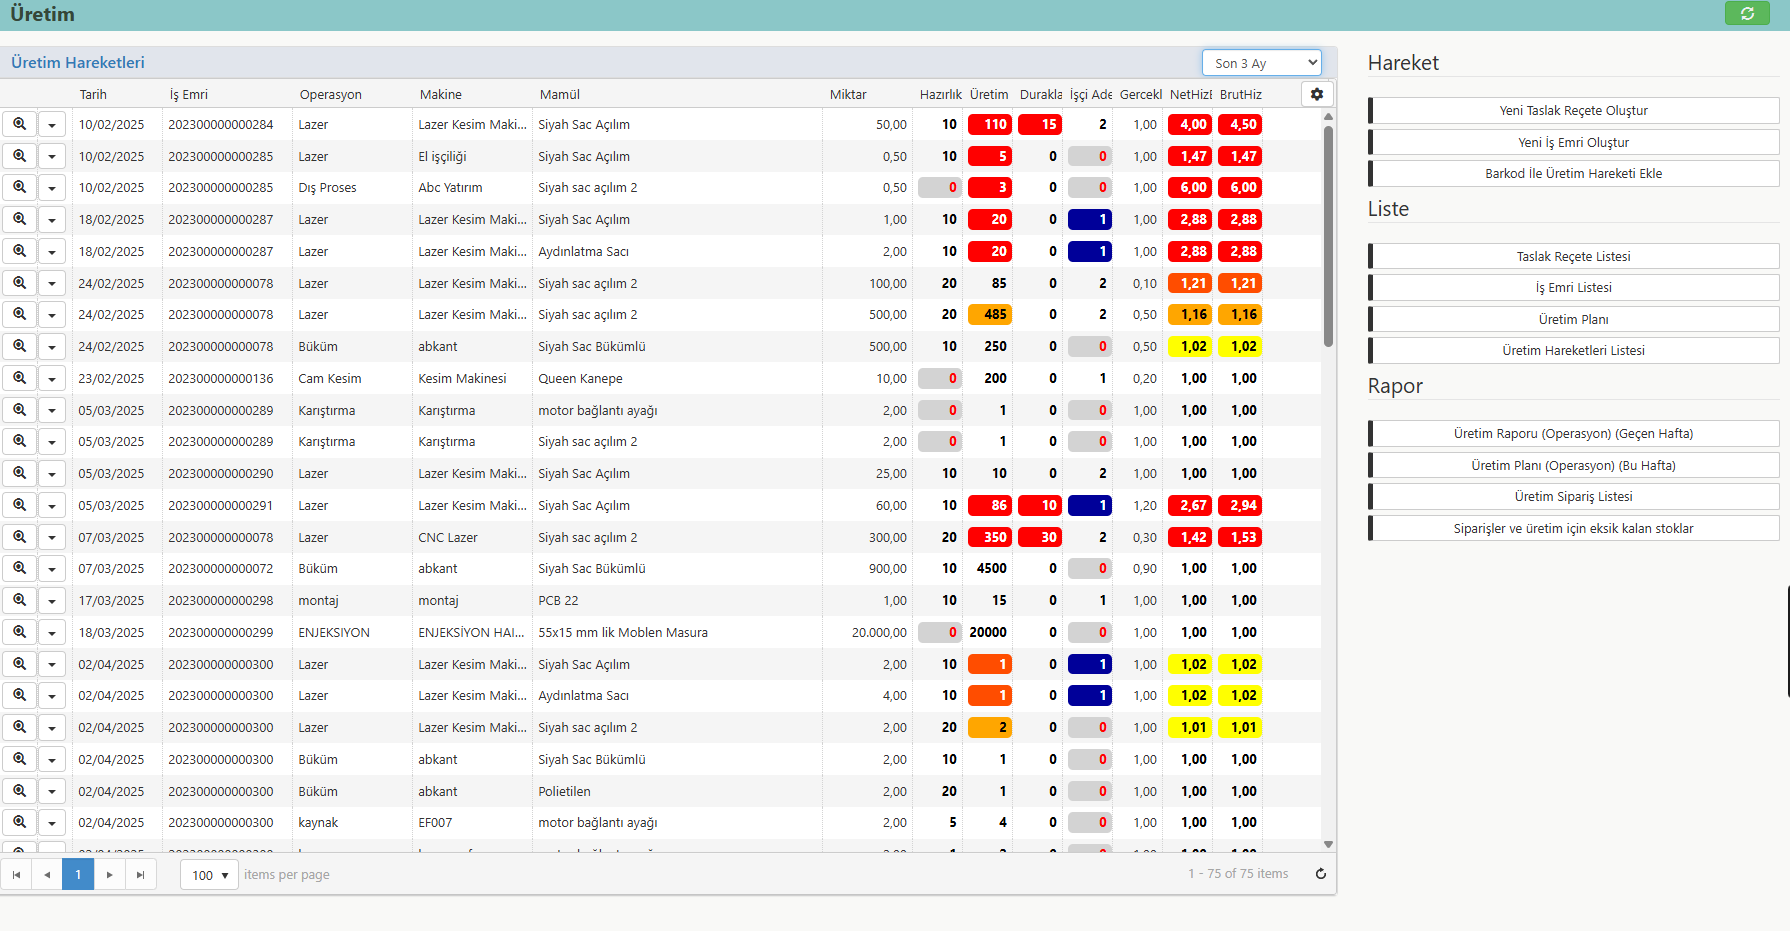 Üretim
Üretim Hareketleri
Son 3 Ay
Tarih İş Emri Operasyon Makine Mamül Miktar Hazırlık Üretim Durakla İşçi Ade Gercekl NetHizE BrutHiz
10/02/2025 202300000000284 Lazer Lazer Kesim Maki... Siyah Sac Açılım 50,00 10 110 15 2 1,00 4,00 4,50
10/02/2025 202300000000285 Lazer El işçiliği Siyah Sac Açılım 0,50 10 5 0 0 1,00 1,47 1,47
10/02/2025 202300000000285 Dış Proses Abc Yatırım Siyah sac açılım 2 0,50 0 3 0 0 1,00 6,00 6,00
18/02/2025 202300000000287 Lazer Lazer Kesim Maki... Siyah Sac Açılım 1,00 10 20 0 1 1,00 2,88 2,88
18/02/2025 202300000000287 Lazer Lazer Kesim Maki... Aydınlatma Sacı 2,00 10 20 0 1 1,00 2,88 2,88
24/02/2025 202300000000078 Lazer Lazer Kesim Maki... Siyah sac açılım 2 100,00 20 85 0 2 0,10 1,21 1,21
24/02/2025 202300000000078 Lazer Lazer Kesim Maki... Siyah sac açılım 2 500,00 20 485 0 2 0,50 1,16 1,16
24/02/2025 202300000000078 Büküm abkant Siyah Sac Bükümlü 500,00 10 250 0 0 0,50 1,02 1,02
23/02/2025 202300000000136 Cam Kesim Kesim Makinesi Queen Kanepe 10,00 0 200 0 1 0,20 1,00 1,00
05/03/2025 202300000000289 Karıştırma Karıştırma motor bağlantı ayağı 2,00 0 1 0 0 1,00 1,00 1,00
05/03/2025 202300000000289 Karıştırma Karıştırma Siyah sac açılım 2 2,00 0 1 0 0 1,00 1,00 1,00
05/03/2025 202300000000290 Lazer Lazer Kesim Maki... Siyah Sac Açılım 25,00 10 10 0 2 1,00 1,00 1,00
05/03/2025 202300000000291 Lazer Lazer Kesim Maki... Siyah Sac Açılım 60,00 10 86 10 1 1,20 2,67 2,94
07/03/2025 202300000000078 Lazer CNC Lazer Siyah sac açılım 2 300,00 20 350 30 2 0,30 1,42 1,53
07/03/2025 202300000000072 Büküm abkant Siyah Sac Bükümlü 900,00 10 4500 0 0 0,90 1,00 1,00
17/03/2025 202300000000298 montaj montaj PCB 22 1,00 10 15 0 1 1,00 1,00 1,00
18/03/2025 202300000000299 ENJEKSIYON ENJEKSİYON HAI... 55x15 mm lik Moblen Masura 20.000,00 0 20000 0 0 1,00 1,00 1,00
02/04/2025 202300000000300 Lazer Lazer Kesim Maki... Siyah Sac Açılım 2,00 10 1 0 1 1,00 1,02 1,02
02/04/2025 202300000000300 Lazer Lazer Kesim Maki... Aydınlatma Sacı 4,00 10 1 0 1 1,00 1,02 1,02
02/04/2025 202300000000300 Lazer Lazer Kesim Maki... Siyah sac açılım 2 2,00 20 2 0 0 1,00 1,01 1,01
02/04/2025 202300000000300 Büküm abkant Siyah Sac Bükümlü 2,00 10 1 0 0 1,00 1,00 1,00
02/04/2025 202300000000300 Büküm abkant Polietilen 2,00 20 1 0 0 1,00 1,00 1,00
02/04/2025 202300000000300 kaynak EF007 motor bağlantı ayağı 2,00 5 4 0 0 1,00 1,00 1,00
1 100 items per page 1 - 75 of 75 items
Hareket
Yeni Taslak Reçete Oluştur
Yeni İş Emri Oluştur
Barkod İle Üretim Hareketi Ekle
Liste
Taslak Reçete Listesi
İş Emri Listesi
Üretim Planı
Üretim Hareketleri Listesi
Rapor
Üretim Raporu (Operasyon) (Geçen Hafta)
Üretim Planı (Operasyon) (Bu Hafta)
Üretim Sipariş Listesi
Siparişler ve üretim için eksik kalan stoklar